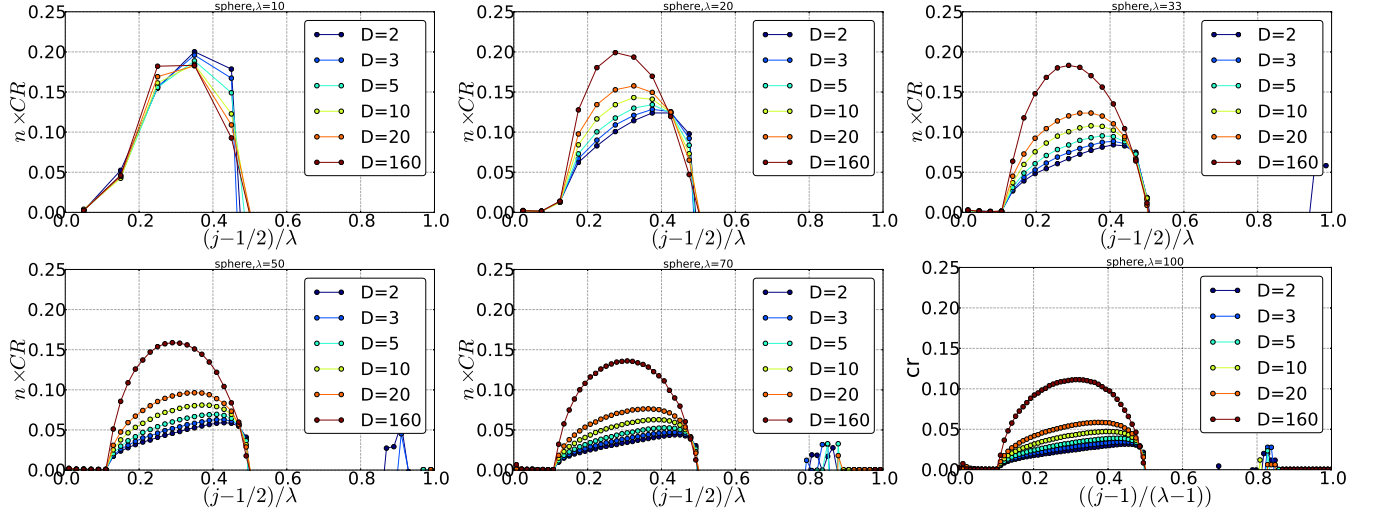 sphere,λ=10
n×CR
0.25
0.20
0.15
0.10
0.05
0.00
D=2
D=3
D=5
D=10
D=20
D=160
0.0 0.2 0.4 0.6 0.8 1.0
(j−1/2)/λ
sphere,λ=20
n×CR
0.25
0.20
0.15
0.10
0.05
0.00
D=2
D=3
D=5
D=10
D=20
D=160
0.0 0.2 0.4 0.6 0.8 1.0
(j−1/2)/λ
sphere,λ=33
n×CR
0.25
0.20
0.15
0.10
0.05
0.00
D=2
D=3
D=5
D=10
D=20
D=160
0.0 0.2 0.4 0.6 0.8 1.0
(j−1/2)/λ
sphere,λ=50
n×CR
0.25
0.20
0.15
0.10
0.05
0.00
D=2
D=3
D=5
D=10
D=20
D=160
0.0 0.2 0.4 0.6 0.8 1.0
(j−1/2)/λ
sphere,λ=70
n×CR
0.25
0.20
0.15
0.10
0.05
0.00
D=2
D=3
D=5
D=10
D=20
D=160
0.0 0.2 0.4 0.6 0.8 1.0
(j−1/2)/λ
sphere,λ=100
cr
0.25
0.20
0.15
0.10
0.05
0.00
D=2
D=3
D=5
D=10
D=20
D=160
0.0 0.2 0.4 0.6 0.8 1.0
((j−1)/(λ−1))